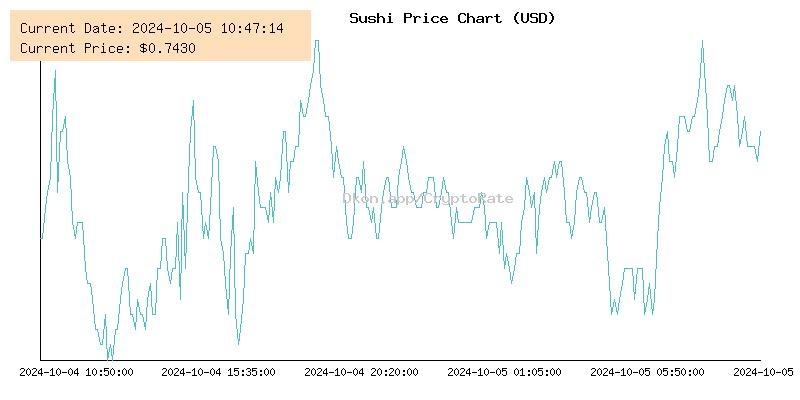 Sushi Price Chart (USD)
Current Date: 2024-10-05 10:47:14
Current Price: $0.7430
Okon.app/CryptoRate
2024-10-04 10:50:00 2024-10-04 15:35:00 2024-10-04 20:20:00 2024-10-05 01:05:00 2024-10-05 05:50:00 2024-10-05